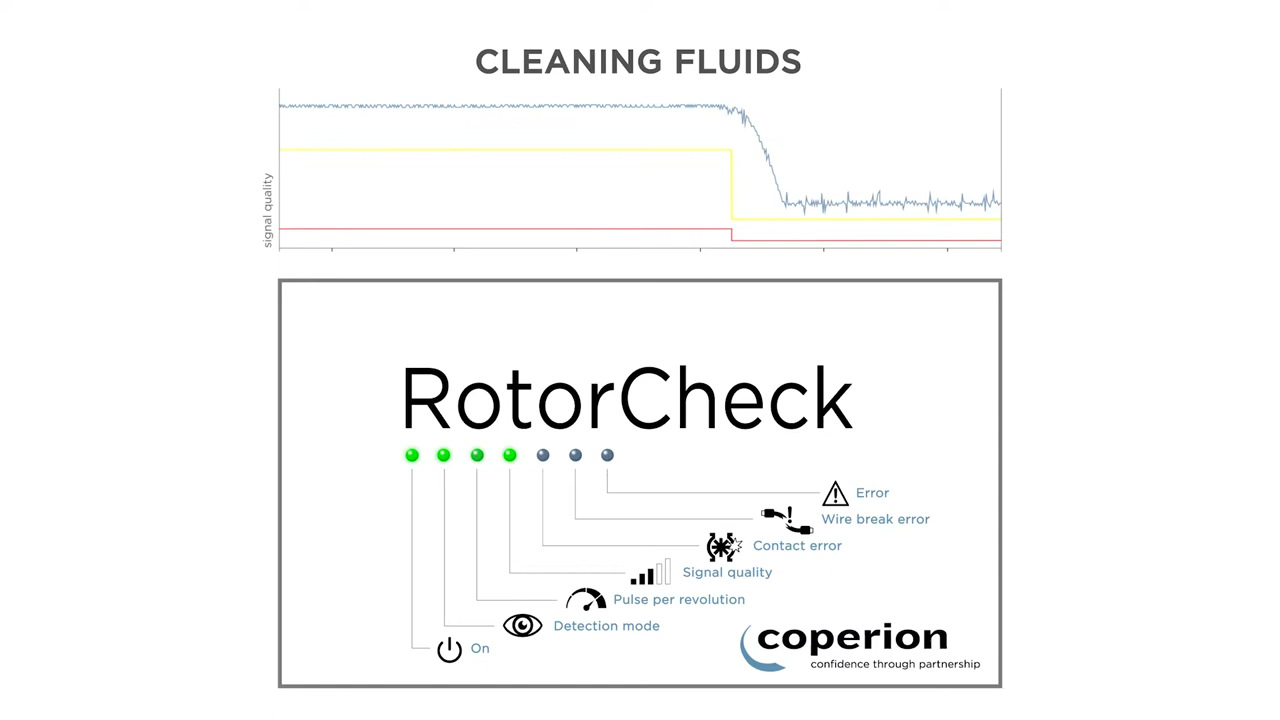 CLEANING FLUIDS
signal quality
RotorCheck
Error
Wire break error
Contact error
Signal quality
Pulse per revolution
Detection mode
On
coperion
confidence through partnership